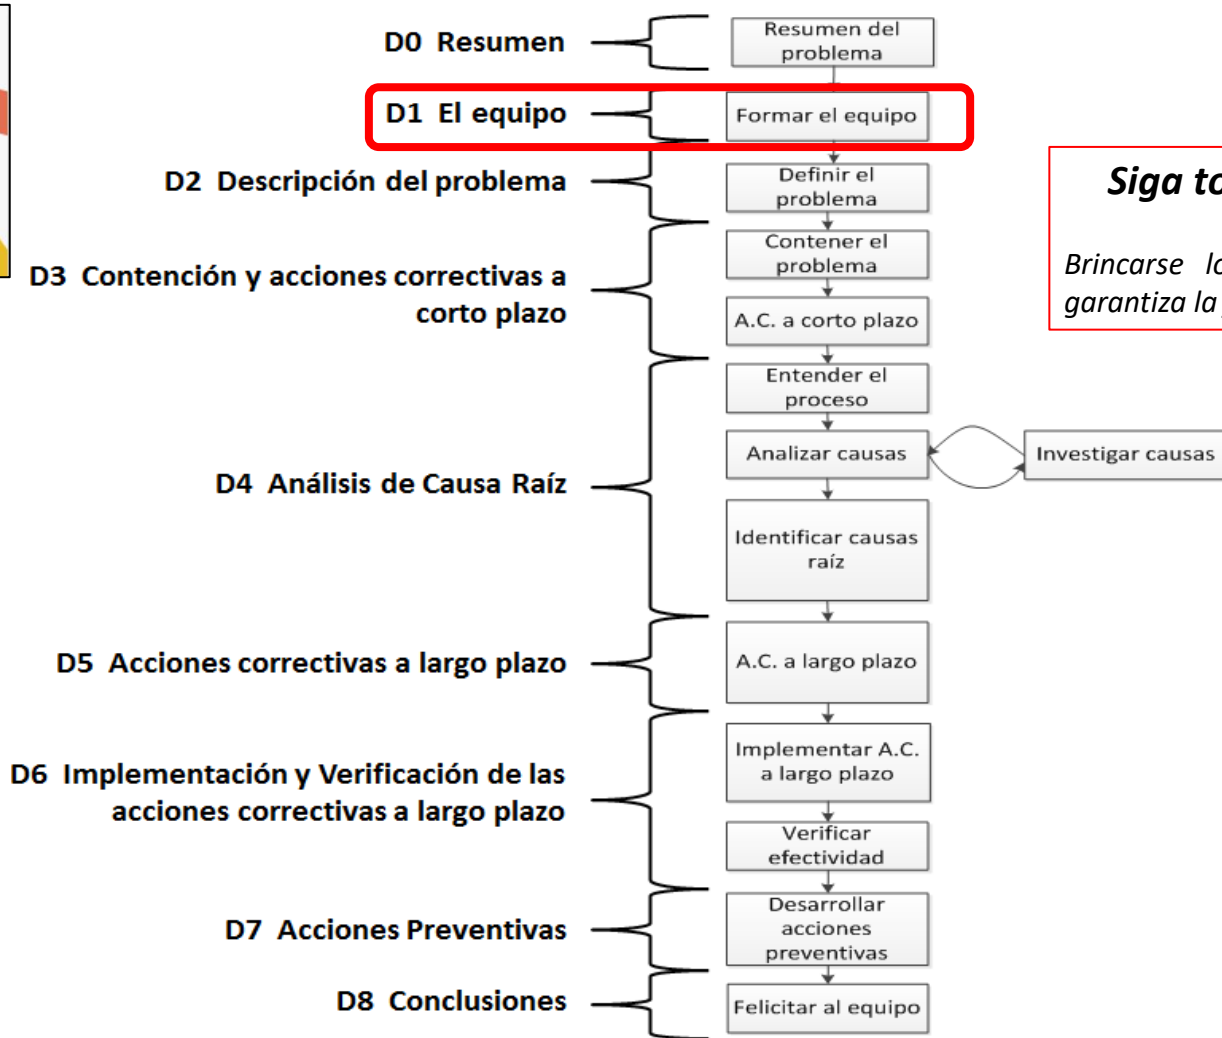 D0 Resumen
Resumen del
problema
D1 El equipo
Formar el equipo
D2 Descripción del problema
Definir el
problema
D3 Contención y acciones correctivas a
corto plazo
Contener el
problema
A.C. a corto plazo
D4 Análisis de Causa Raíz
Entender el
proceso
Analizar causas
Investigar causas
Identificar causas
raíz
D5 Acciones correctivas a largo plazo
A.C. a largo plazo
D6 Implementación y Verificación de las
acciones correctivas a largo plazo
Implementar A.C.
a largo plazo
Verificar
efectividad
D7 Acciones Preventivas
Desarrollar
acciones
preventivas
D8 Conclusiones
Felicitar al equipo
Siga
Brincarse
garantiza la